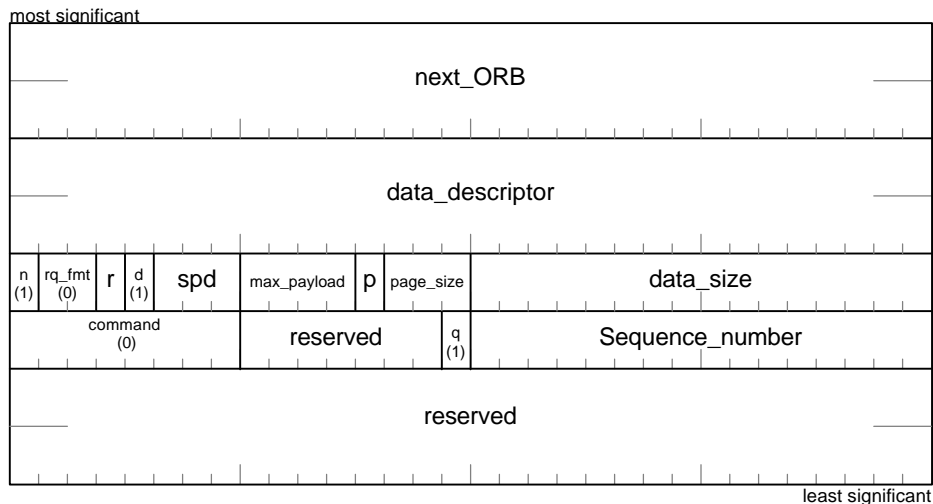 most significant
next_ORB
data_descriptor
n rq_fmt r d spd max_payload p page_size data_size
(1) (0) (1)
command reserved q Sequence_number
(0) (1)
reserved
least significant